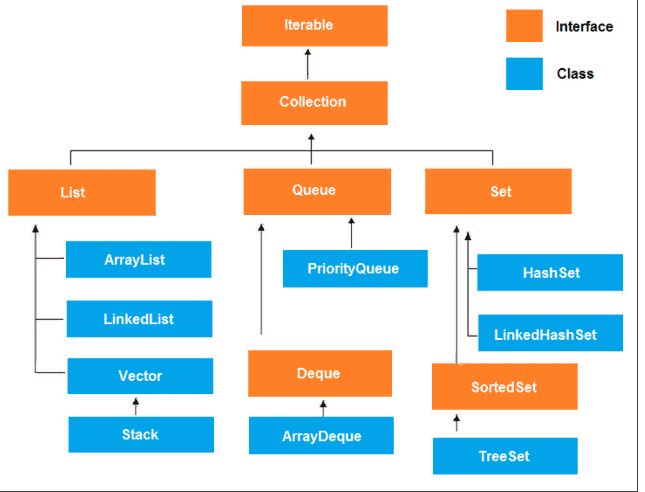 Iterable
Interface
Class
Collection
List
Queue
Set
ArrayList
PriorityQueue
HashSet
LinkedList
LinkedHashSet
Vector
Deque
SortedSet
Stack
ArrayDeque
TreeSet